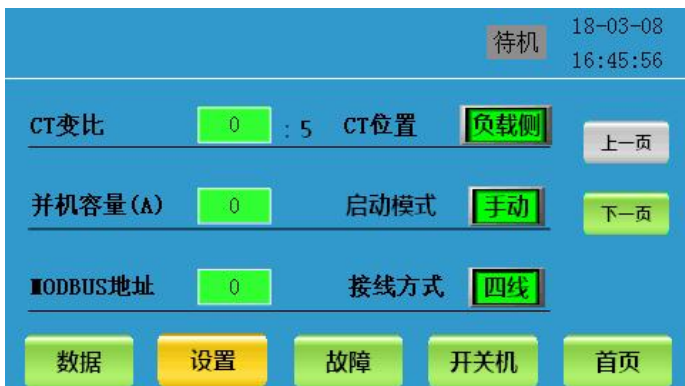 待机 18-03-08
16:45:56
CT变比 0 : 5 CT位置 负载侧
上一页
并机容量(A) 0 启动模式 手动
下一页
MODBUS地址 0 接线方式 四线
数据 设置 故障 开关机 首页